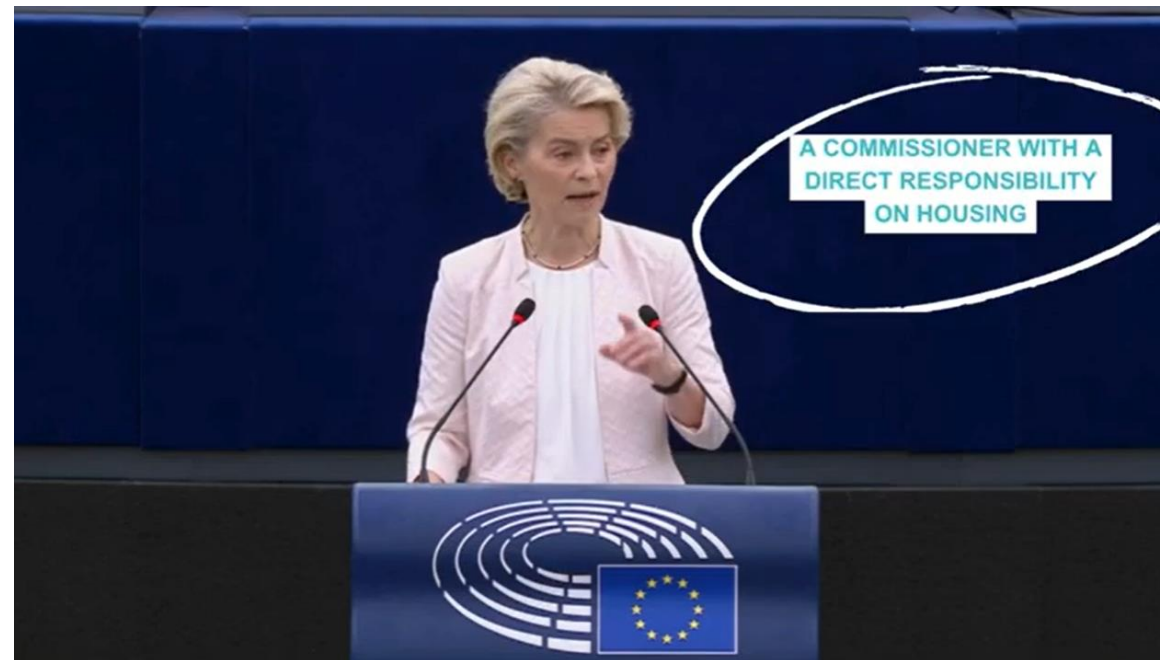 A COMMISSIONER WITH A
DIRECT RESPONSIBILITY
ON HOUSING